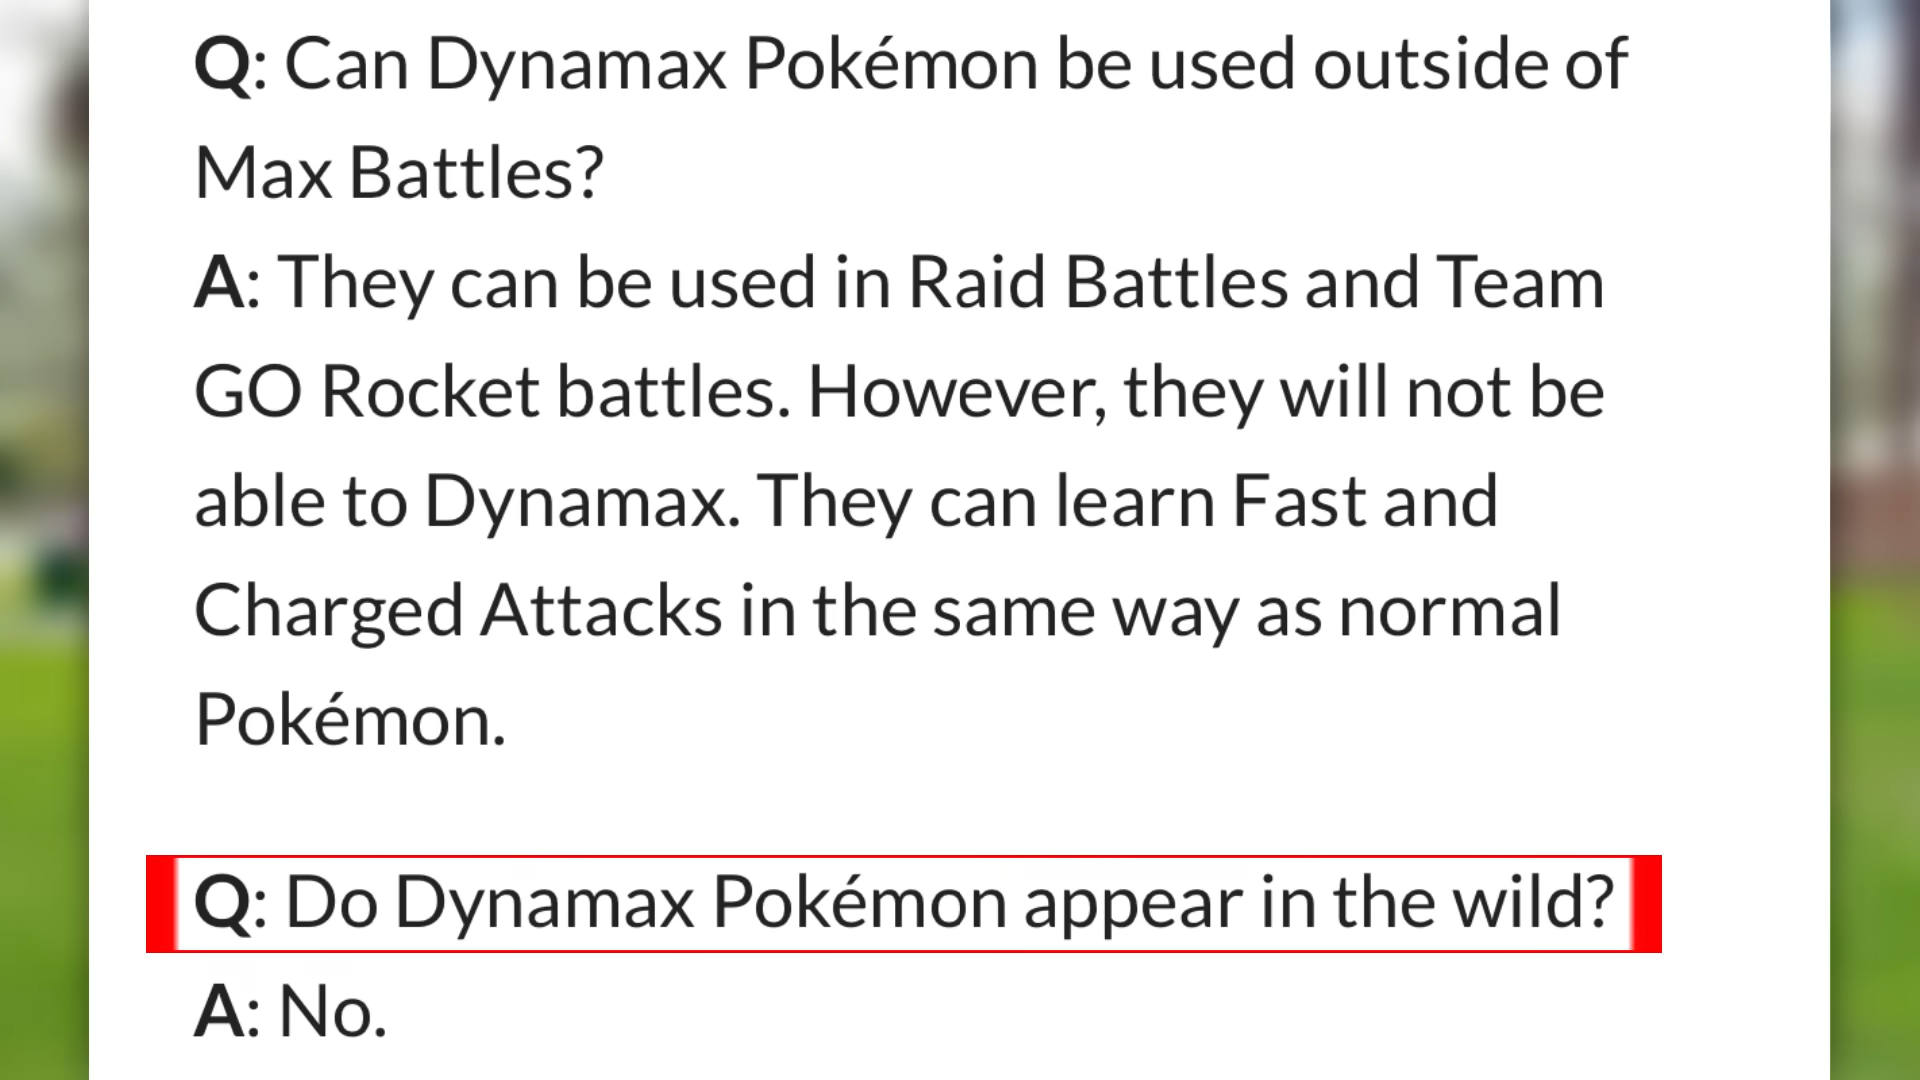 Q: Can Dynamax Pokémon be used outside of
Max Battles?
A: They can be used in Raid Battles and Team
GO Rocket battles. However, they will not be
able to Dynamax. They can learn Fast and
Charged Attacks in the same way as normal
Pokémon.
Q: Do Dynamax Pokémon appear in the wild?
A: No.